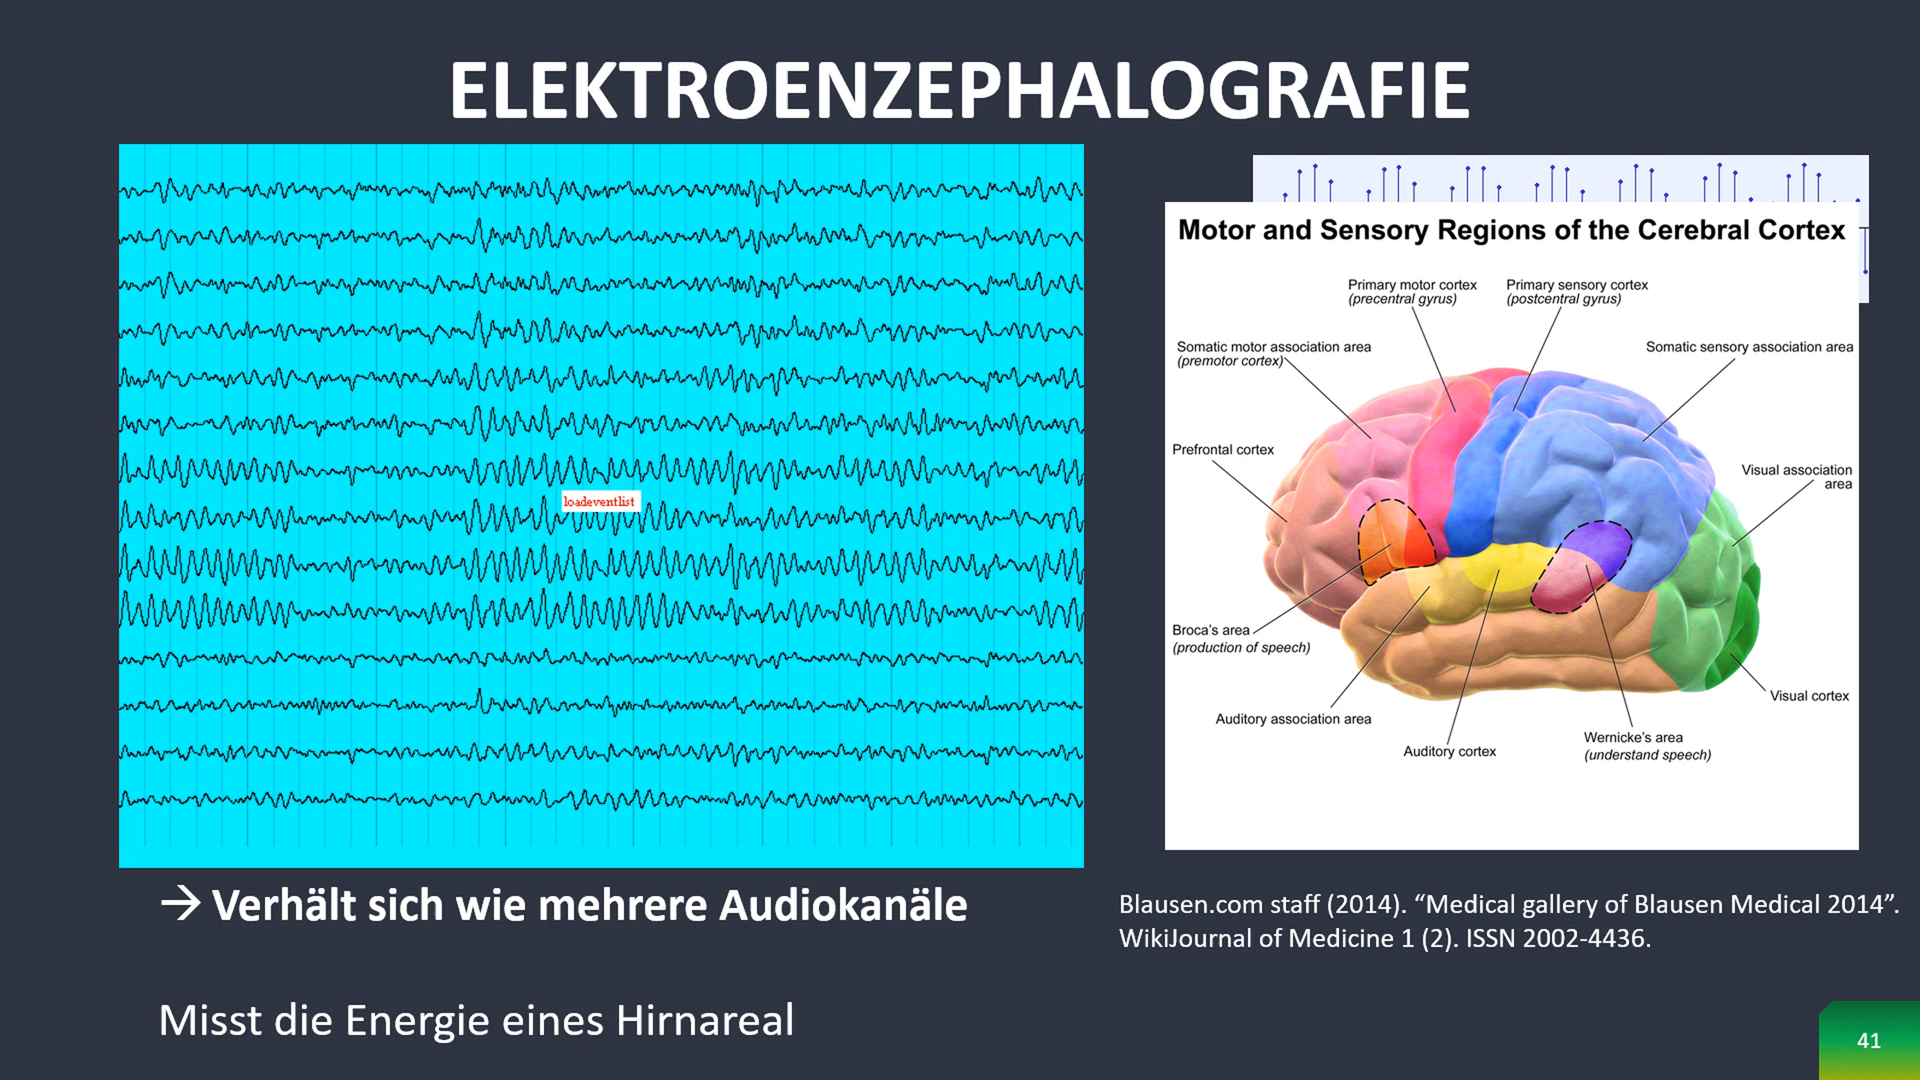 ELEKTROENZEPHALOGRAFIE
loadeventlist
→ Verhält sich wie mehrere Audiokanäle
Misst die Energie eines Hirnareal
Motor and Sensory Regions of the Cerebral Cortex
Primary motor cortex
(precentral gyrus)
Primary sensory cortex
(postcentral gyrus)
Somatic motor association area
(premotor cortex)
Somatic sensory association area
Prefrontal cortex
Visual association
area
Broca's area
(production of speech)
Visual cortex
Auditory association area
Auditory cortex
Wernicke's area
(understand speech)
Blausen.com staff (2014). “Medical gallery of Blausen Medical 2014”.
WikiJournal of Medicine 1 (2). ISSN 2002-4436.
41